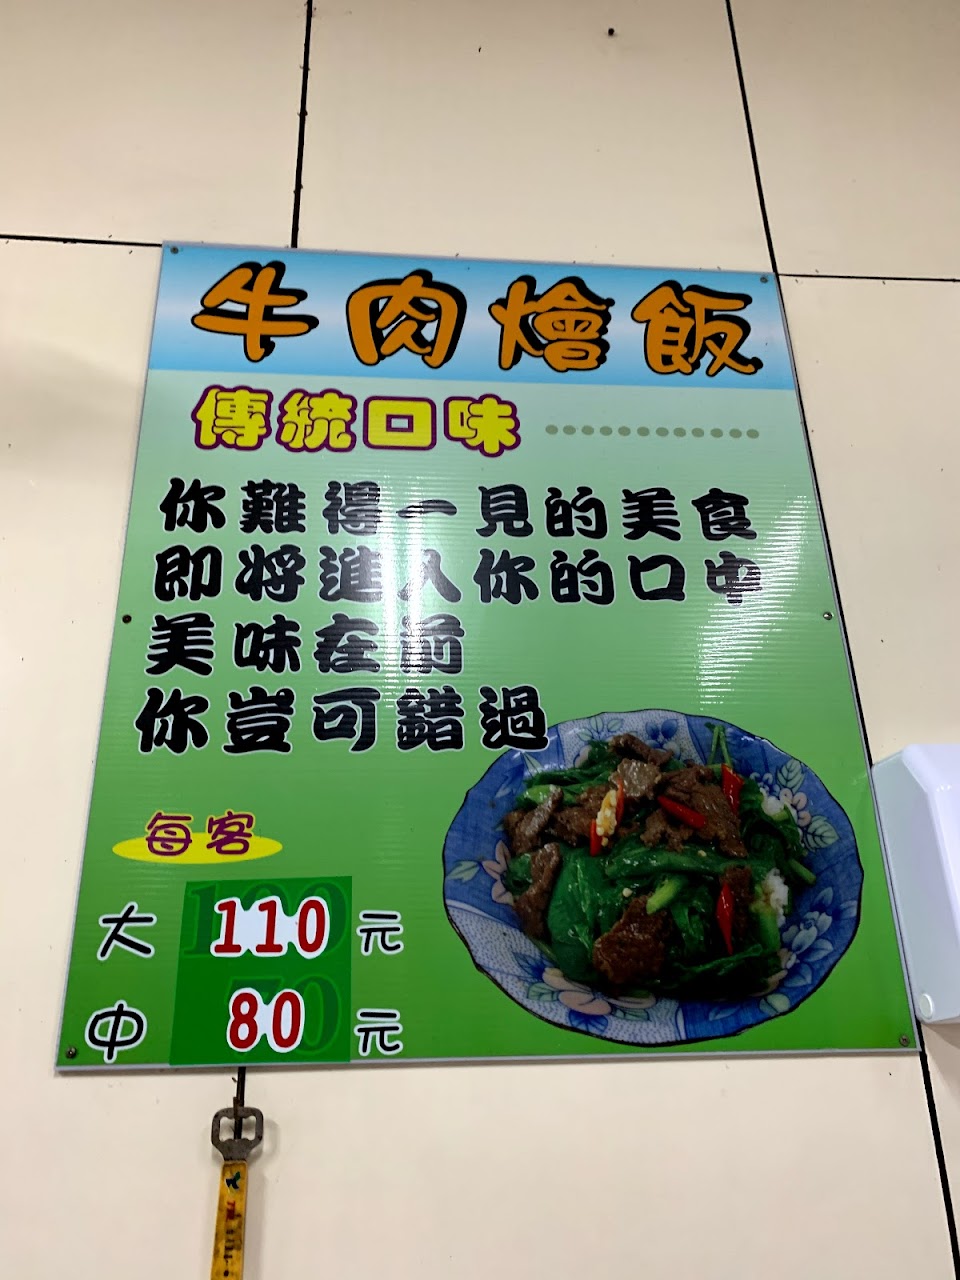 牛肉燴飯
傳統口味.............
你難得一見的美食
即將進入你的口中
美味在前
你豈可錯過
每客
大 110 元
中 80 元